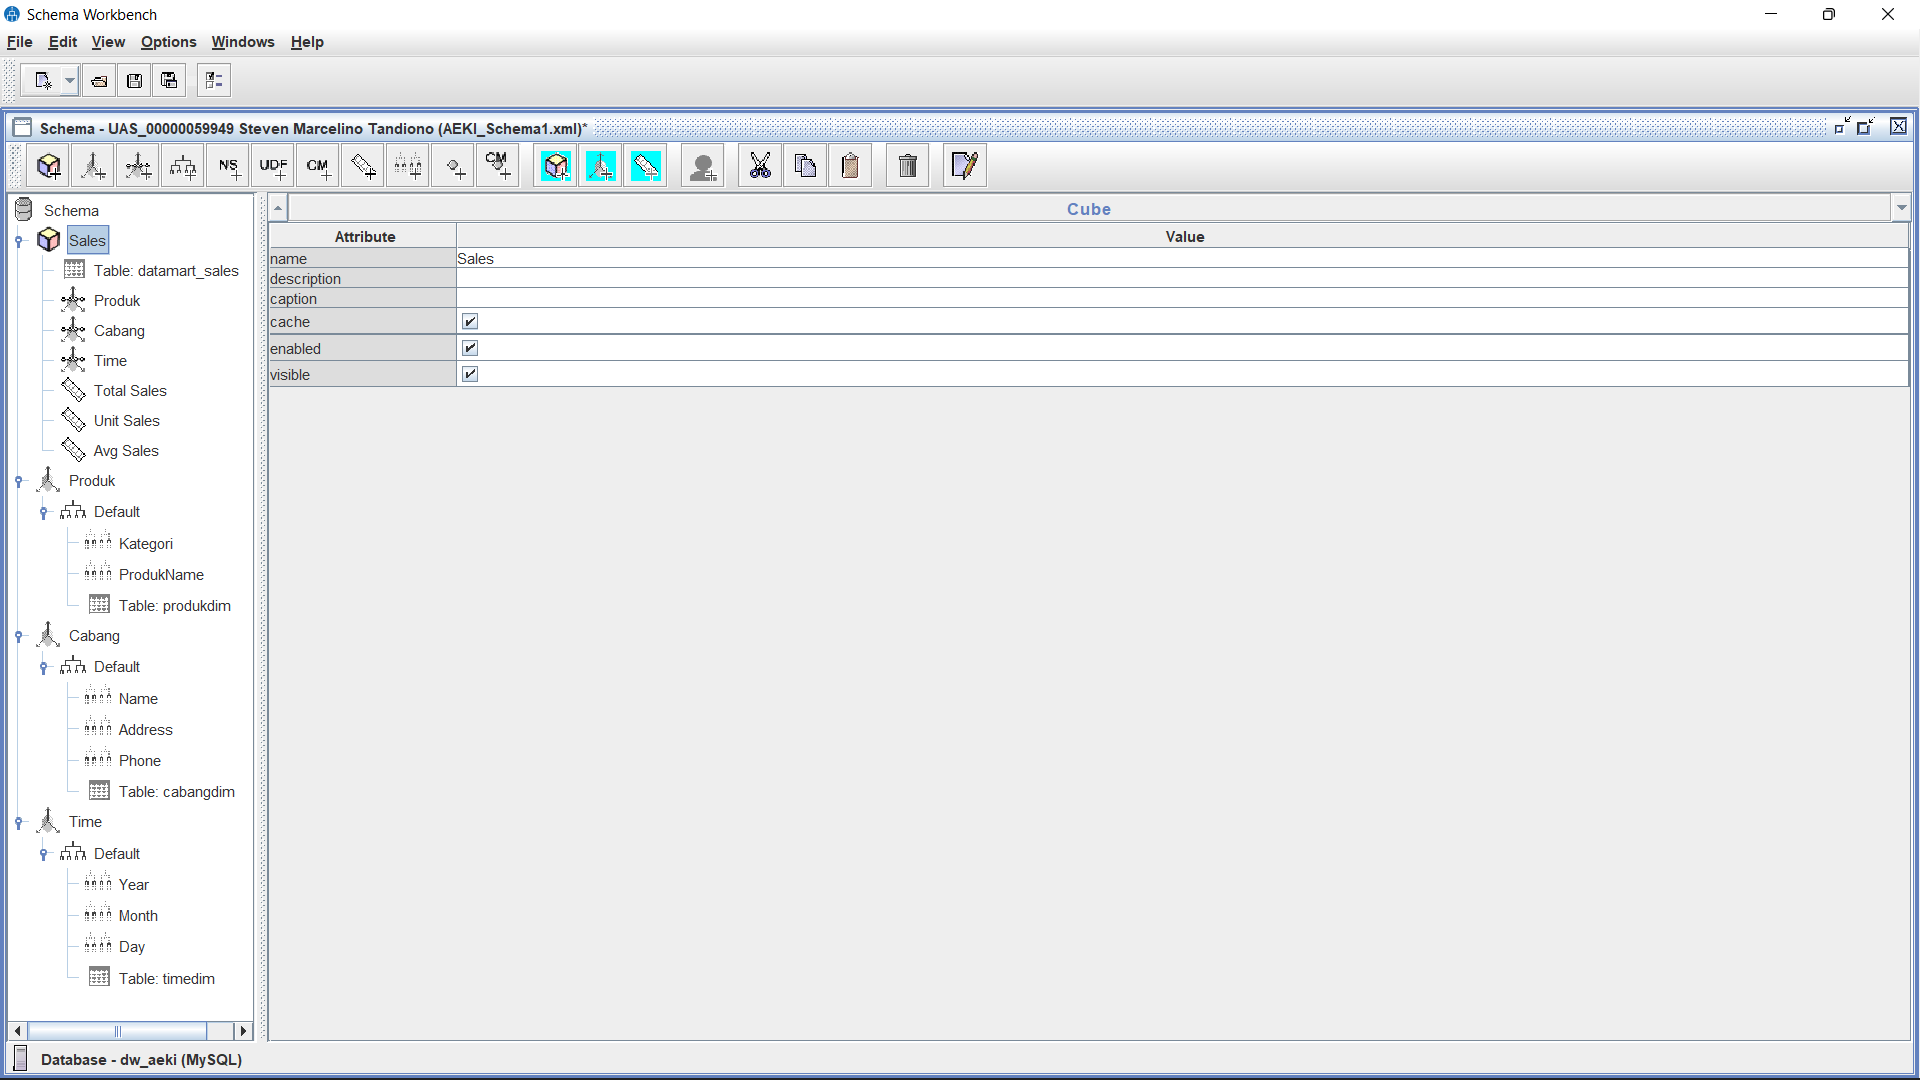 Schema Workbench
File Edit View Options Windows Help
Schema - UAS_00000059949 Steven Marcelino Tandiono (AEKI_Schema1.xml)*
NS UDF CM CM
Schema
Sales
Table: datamart_sales
Produk
Cabang
Time
Total Sales
Unit Sales
Avg Sales
Produk
Default
Kategori
ProdukName
Table: produkdim
Cabang
Default
Name
Address
Phone
Table: cabangdim
Time
Default
Year
Month
Day
Table: timedim
Cube
Attribute Value
name Sales
description
caption
cache
enabled
visible
Database - dw_aeki (MySQL)